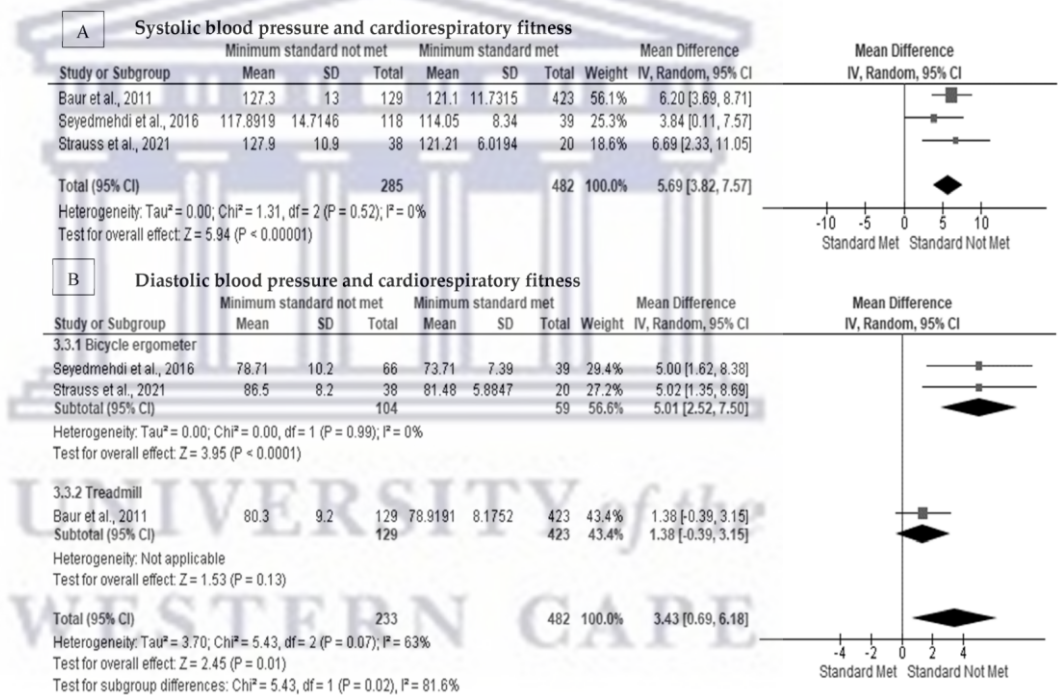 A Systolic blood pressure and cardiorespiratory fitness
Minimum standard not met Minimum standard met Mean Difference Mean Difference
Study or Subgroup Mean SD Total Mean SD Total Weight IV, Random, 95% CI IV, Random, 95% CI
Baur et al., 2011 127.3 13 129 121.1 11.7315 423 56.1% 6.20 [3.69, 8.71]
Seyedmehdi et al., 2016 117.8919 14.7146 118 114.05 8.34 39 25.3% 3.84 [0.11, 7.57]
Strauss et al., 2021 127.9 10.9 38 121.21 6.0194 20 18.6% 6.69 [2.33, 11.05]
Total (95% CI) 285 482 100.0% 5.69 [3.82, 7.57]
Heterogeneity: Tau² = 0.00; Chi² = 1.31, df = 2 (P = 0.52); I² = 0%
Test for overall effect: Z = 5.94 (P < 0.00001)
-10 -5 0 5 10
Standard Met Standard Not Met
B Diastolic blood pressure and cardiorespiratory fitness
Minimum standard not met Minimum standard met Mean Difference Mean Difference
Study or Subgroup Mean SD Total Mean SD Total Weight IV, Random, 95% CI IV, Random, 95% CI
3.3.1 Bicycle ergometer
Seyedmehdi et al., 2016 78.71 10.2 66 73.71 7.39 39 29.4% 5.00 [1.62, 8.38]
Strauss et al., 2021 86.5 8.2 38 81.48 5.8847 20 27.2% 5.02 [1.35, 8.69]
Subtotal (95% CI) 104 59 56.6% 5.01 [2.52, 7.50]
Heterogeneity: Tau² = 0.00; Chi² = 0.00, df = 1 (P = 0.99); I² = 0%
Test for overall effect: Z = 3.95 (P < 0.0001)
3.3.2 Treadmill
Baur et al., 2011 80.3 9.2 129 78.9191 8.1752 423 43.4% 1.38 [-0.39, 3.15]
Subtotal (95% CI) 129 423 43.4% 1.38 [-0.39, 3.15]
Heterogeneity: Not applicable
Test for overall effect: Z = 1.53 (P = 0.13)
Total (95% CI) 233 482 100.0% 3.43 [0.69, 6.18]
Heterogeneity: Tau² = 3.70; Chi² = 5.43, df = 2 (P = 0.07); I² = 63%
Test for overall effect: Z = 2.45 (P = 0.01)
Test for subgroup differences: Chi² = 5.43, df = 1 (P = 0.02), I² = 81.6%
-4 -2 0 2 4
Standard Met Standard Not Met
UNIVERSITY of the
WESTERN CAPE